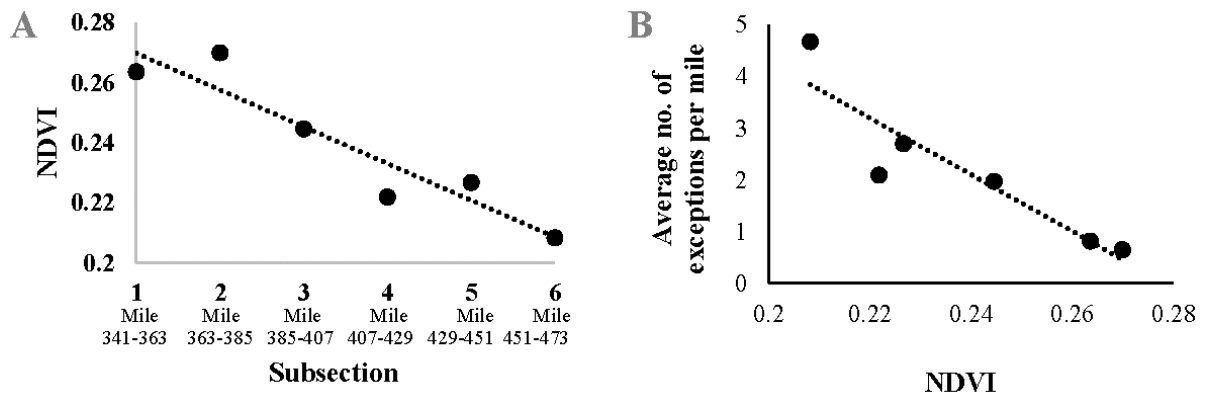 A
NDVI
0.28
0.26
0.24
0.22
0.2
1 2 3 4 5 6
Mile Mile Mile Mile Mile Mile
341-363 363-385 385-407 407-429 429-451 451-473
Subsection
B
Average no. of
exceptions per mile
5
4
3
2
1
0
0.2 0.22 0.24 0.26 0.28
NDVI